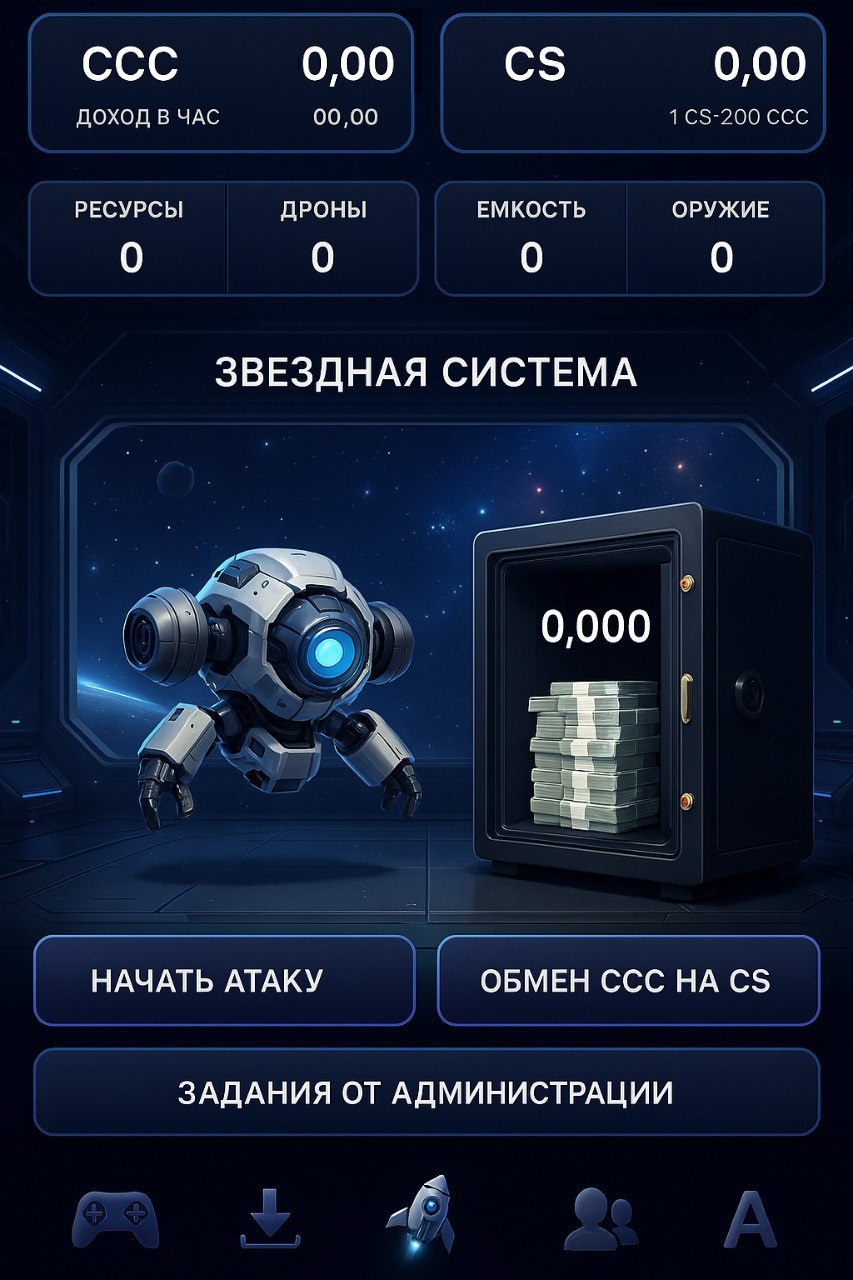 CCC 0,00
ДОХОД В ЧАС 00,00
CS 0,00
1 CS-200 CCC
РЕСУРСЫ
0
ДРОНЫ
0
ЕМКОСТЬ
0
ОРУЖИЕ
0
ЗВЕЗДНАЯ СИСТЕМА
0,000
НАЧАТЬ АТАКУ
ОБМЕН CCC НА CS
ЗАДАНИЯ ОТ АДМИНИСТРАЦИИ
A